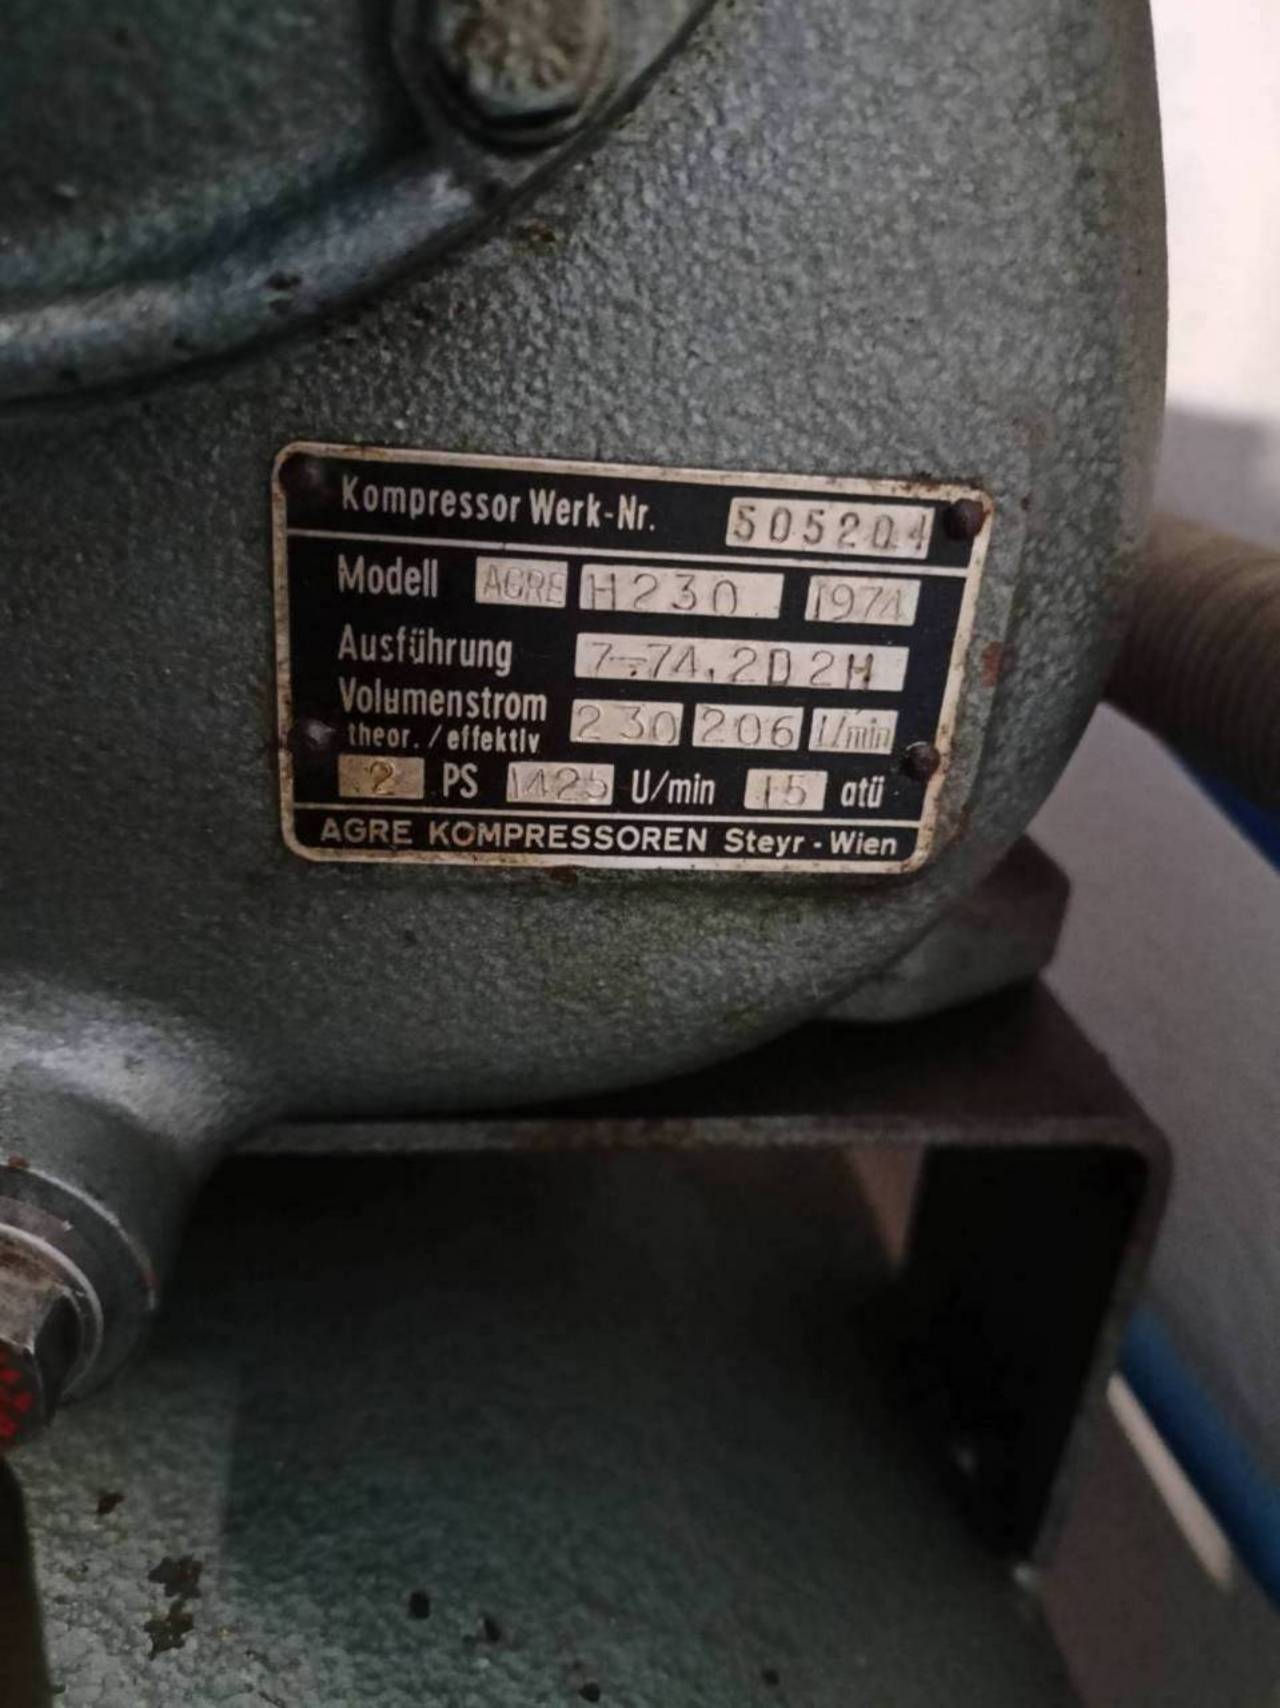 Kompressor Werk-Nr. 505204
Modell AGRE H230 1974
Ausführung 7-.74.2D2H
Volumenstrom 230 206 l/min
theor./effektiv
2 PS 1425 U/min 15 atü
AGRE KOMPRESSOREN Steyr-Wien